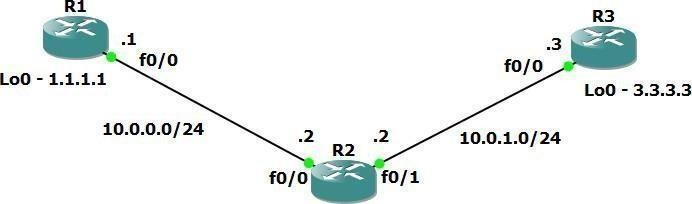 R1
.1
f0/0
Lo0 - 1.1.1.1
10.0.0.0/24
R3
.3
f0/0
Lo0 - 3.3.3.3
10.0.1.0/24
.2
R2
.2
f0/0
f0/1